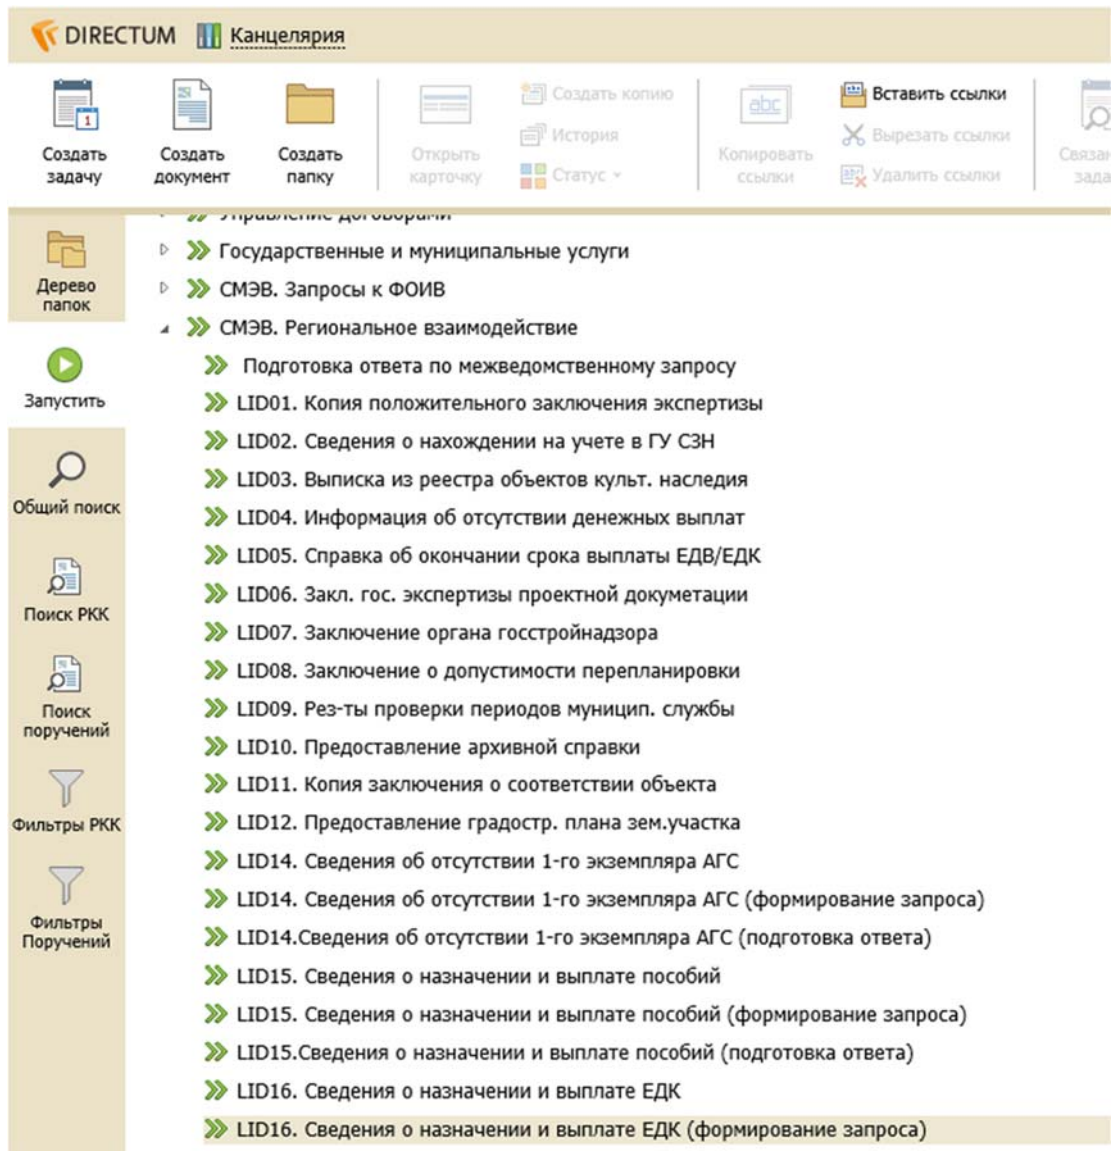 DIRECTUM Канцелярия
Создать задачу
Создать документ
Создать папку
Открыть карточку
Создать копию
История
Статус
abc
Копировать ссылки
Вставить ссылки
Вырезать ссылки
Удалить ссылки
1
Дерево папок
Запустить
Общий поиск
Поиск РКК
Поиск поручений
Фильтры РКК
Фильтры Поручений
Управление договорами
Государственные и муниципальные услуги
СМЭВ. Запросы к ФОИВ
СМЭВ. Региональное взаимодействие
Подготовка ответа по межведомственному запросу
LID01. Копия положительного заключения экспертизы
LID02. Сведения о нахождении на учете в ГУ СЗН
LID03. Выписка из реестра объектов культ. наследия
LID04. Информация об отсутствии денежных выплат
LID05. Справка об окончании срока выплаты ЕДВ/ЕДК
LID06. Закл. гос. экспертизы проектной докуметации
LID07. Заключение органа госстройнадзора
LID08. Заключение о допустимости перепланировки
LID09. Рез-ты проверки периодов муницип. службы
LID10. Предоставление архивной справки
LID11. Копия заключения о соответствии объекта
LID12. Предоставление градостр. плана зем.участка
LID14. Сведения об отсутствии 1-го экземпляра АГС
LID14. Сведения об отсутствии 1-го экземпляра АГС (формирование запроса)
LID14.Сведения об отсутствии 1-го экземпляра АГС (подготовка ответа)
LID15. Сведения о назначении и выплате пособий
LID15. Сведения о назначении и выплате пособий (формирование запроса)
LID15.Сведения о назначении и выплате пособий (подготовка ответа)
LID16. Сведения о назначении и выплате ЕДК
LID16. Сведения о назначении и выплате ЕДК (формирование запроса)